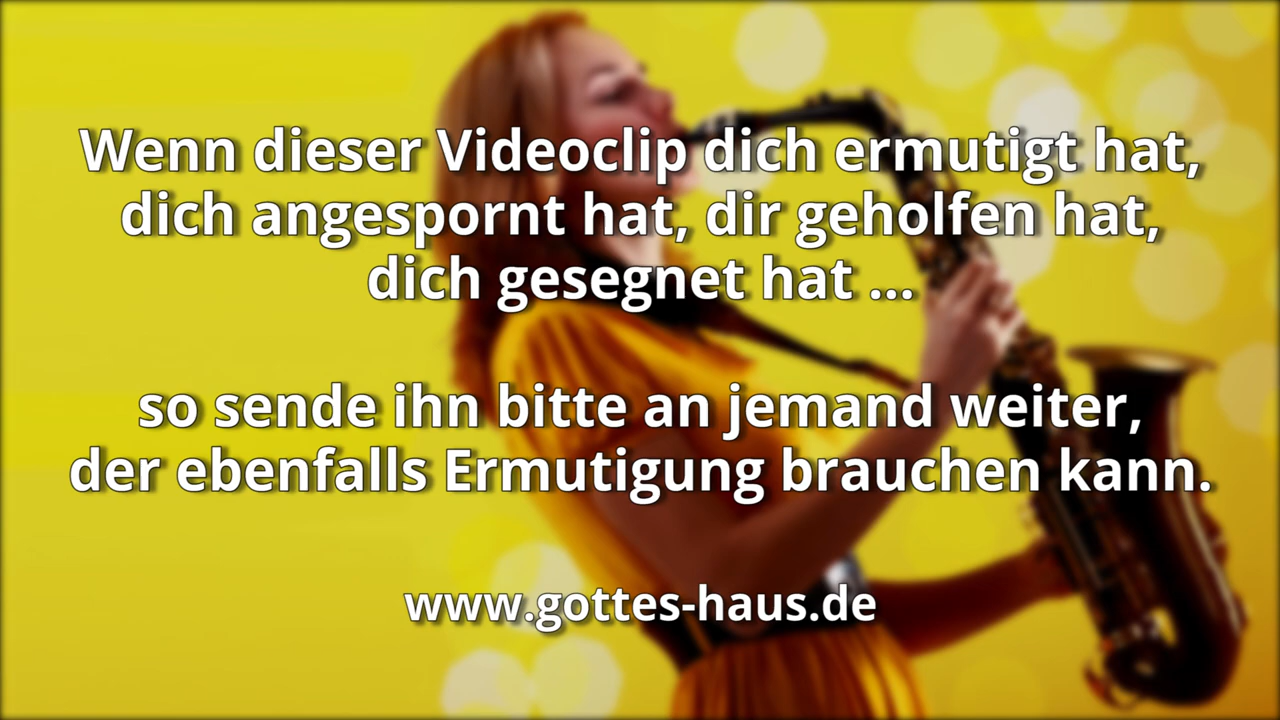 Wenn dieser Videoclip dich ermutigt hat,
dich angespornt hat, dir geholfen hat,
dich gesegnet hat ...
so sende ihn bitte an jemand weiter,
der ebenfalls Ermutigung brauchen kann.
www.gottes-haus.de